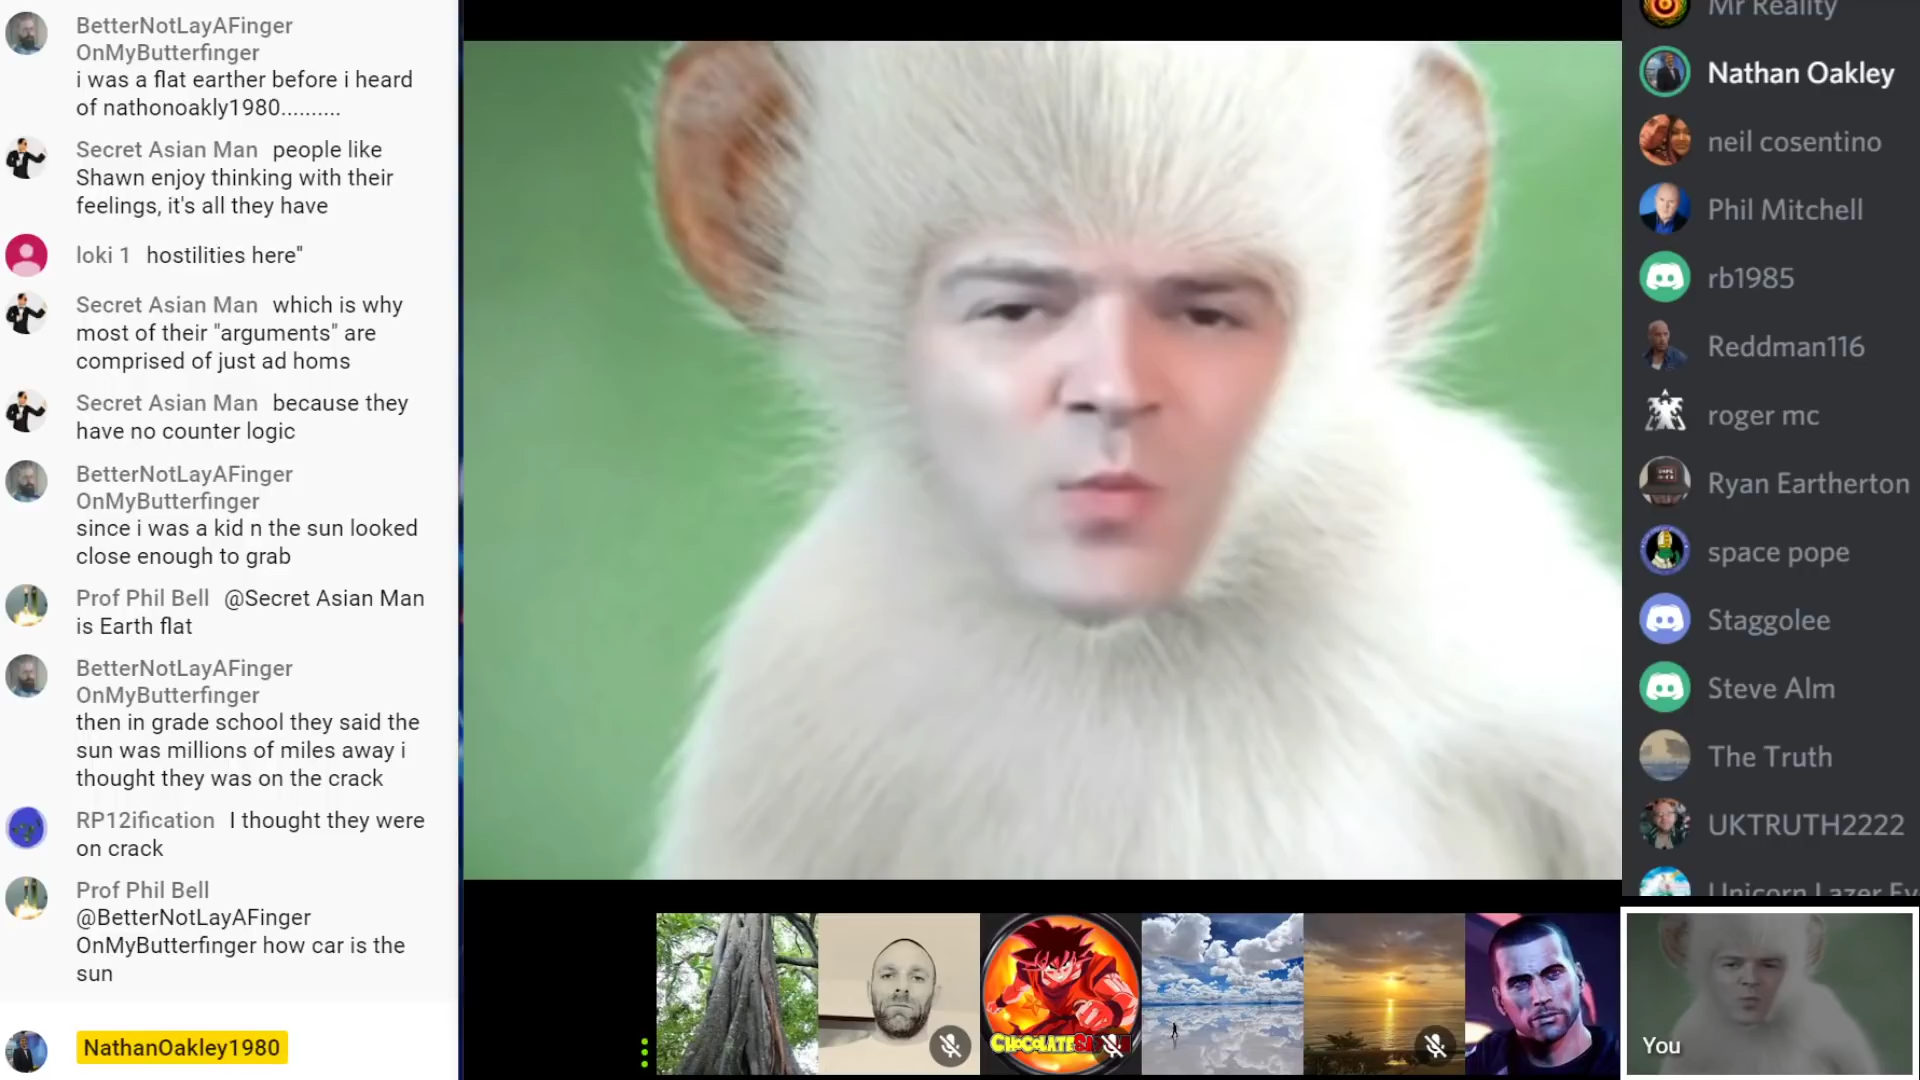 BetterNotLayAFinger
OnMyButterfinger
i was a flat earther before i heard
of nathonoakly1980..........
Secret Asian Man people like
Shawn enjoy thinking with their
feelings, it's all they have
loki 1 hostilities here"
Secret Asian Man which is why
most of their "arguments" are
comprised of just ad homs
Secret Asian Man because they
have no counter logic
BetterNotLayAFinger
OnMyButterfinger
since i was a kid n the sun looked
close enough to grab
Prof Phil Bell @Secret Asian Man
is Earth flat
BetterNotLayAFinger
OnMyButterfinger
then in grade school they said the
sun was millions of miles away i
thought they was on the crack
RP12ification I thought they were
on crack
Prof Phil Bell
@BetterNotLayAFinger
OnMyButterfinger how car is the
sun
NathanOakley1980
CHOCOLATE
You
Mr Reality
Nathan Oakley
neil cosentino
Phil Mitchell
rb1985
Reddman116
roger mc
Ryan Eartherton
space pope
Staggolee
Steve Alm
The Truth
UKTRUTH2222
Unicorn Lazer Ey